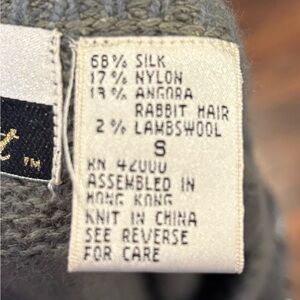 68% SILK
17% NYLON
13% ANGORA
RABBIT HAIR
2% LAMBSWOOL
S
RN 42000
ASSEMBLED IN
HONG KONG
KNIT IN CHINA
SEE REVERSE
FOR CARE
t
TM